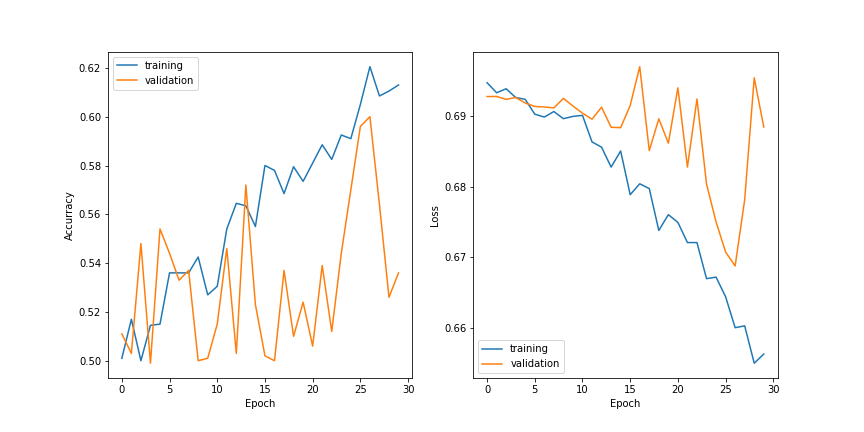 training
validation
Accurracy
0.62
0.60
0.58
0.56
0.54
0.52
0.50
0 5 10 15 20 25 30
Epoch
Loss
0.69
0.68
0.67
0.66
training
validation
0 5 10 15 20 25 30
Epoch